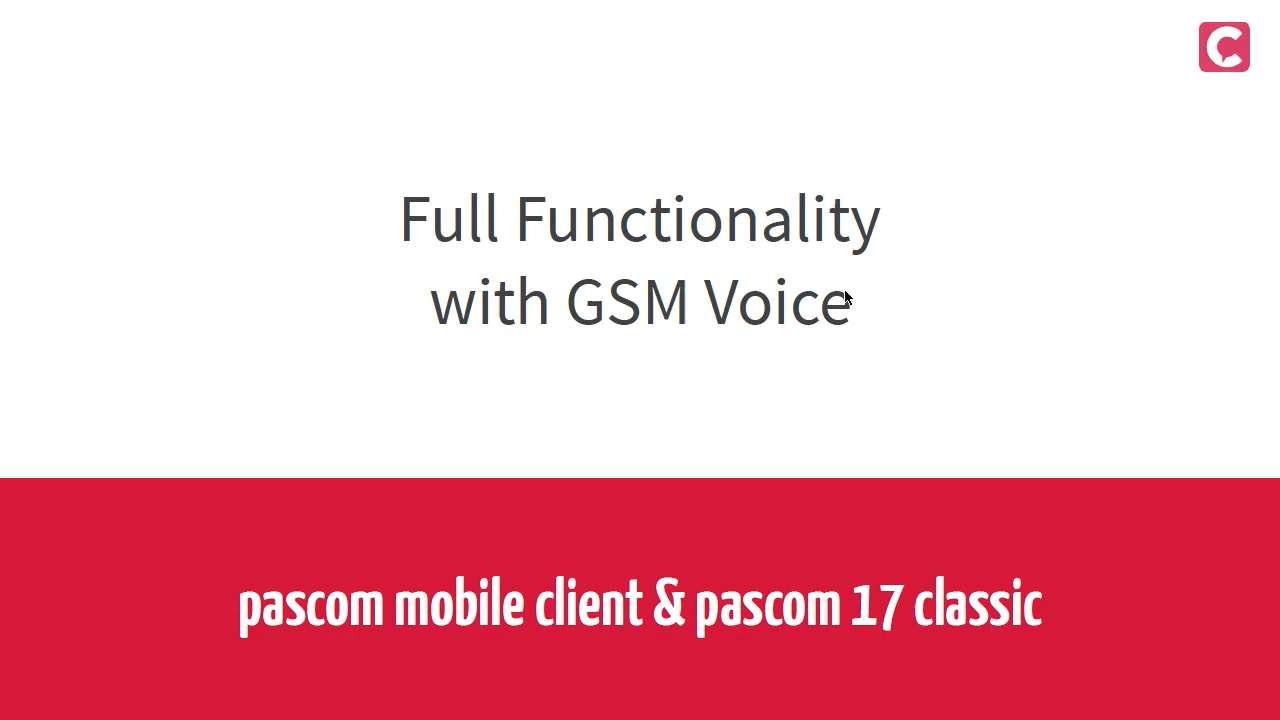 Full Functionality
with GSM Voice
pascom mobile client & pascom 17 classic